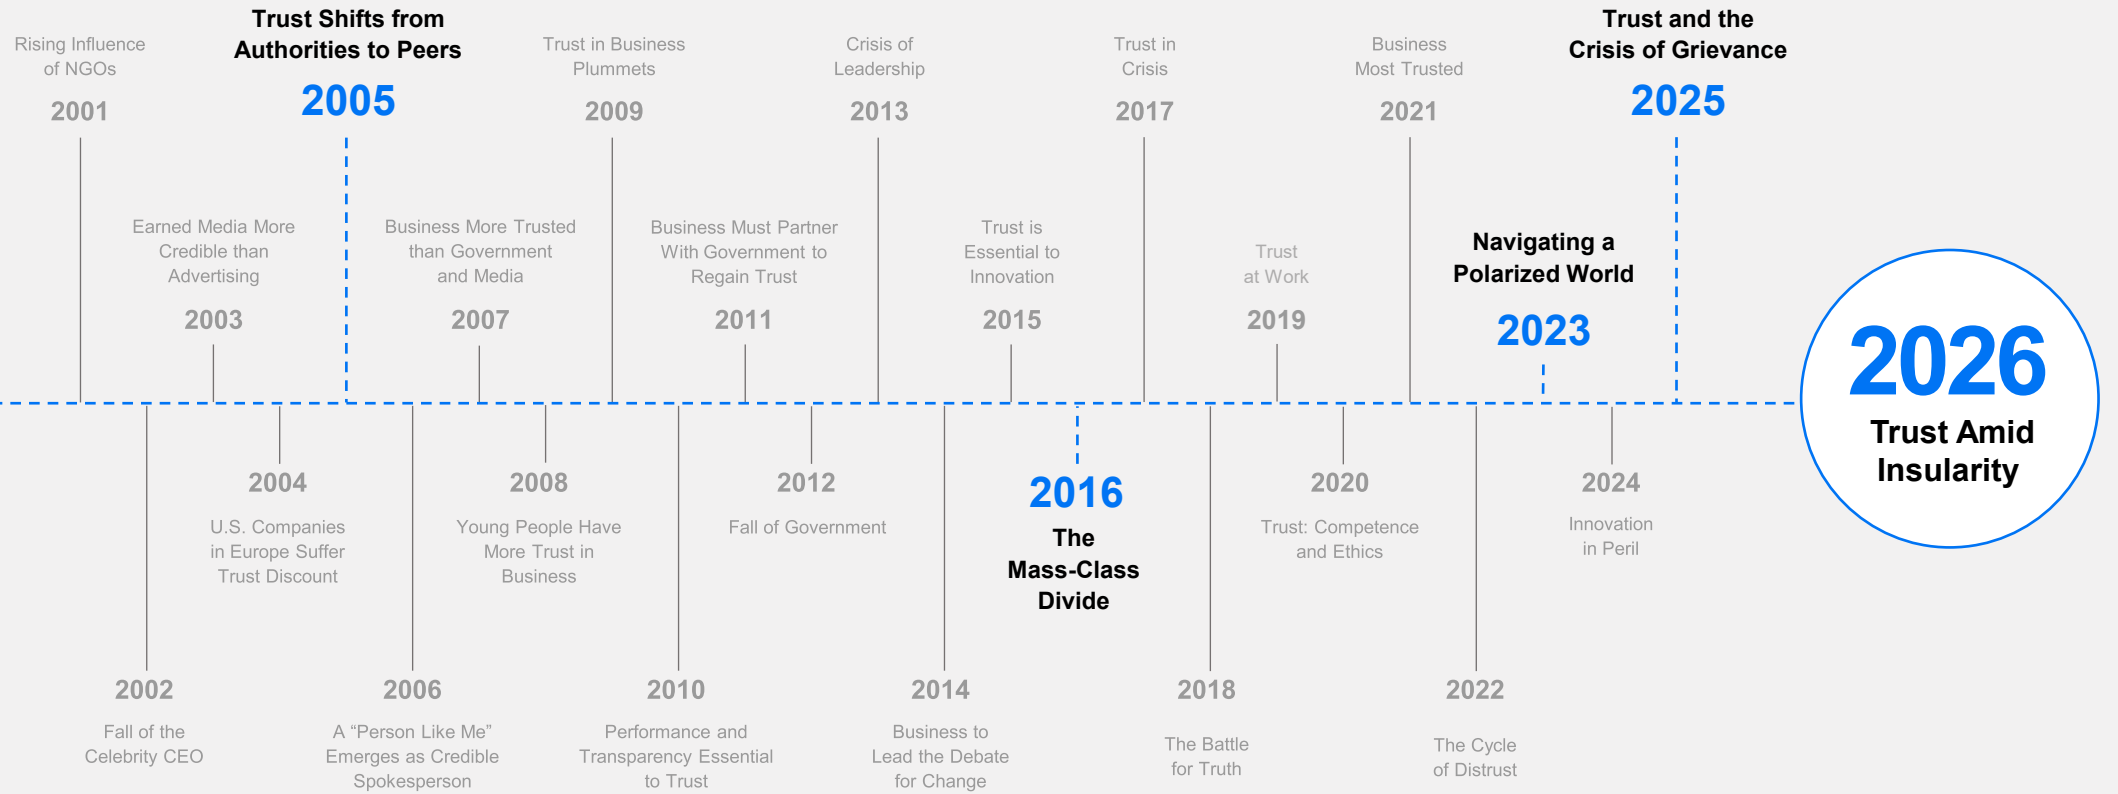 Rising Influence
of NGOs
2001
Trust Shifts from
Authorities to Peers
2005
Trust in Business
Plummets
2009
Crisis of
Leadership
2013
Trust in
Crisis
2017
Business
Most Trusted
2021
Trust and the
Crisis of Grievance
2025
Earned Media More
Credible than
Advertising
2003
Business More Trusted
than Government
and Media
2007
Business Must Partner
With Government to
Regain Trust
2011
Trust is
Essential to
Innovation
2015
Trust
at Work
2019
Navigating a
Polarized World
2023
2026
Trust Amid
Insularity
2004
U.S. Companies
in Europe Suffer
Trust Discount
2008
Young People Have
More Trust in
Business
2012
Fall of Government
2016
The
Mass-Class
Divide
2020
Trust: Competence
and Ethics
2024
Innovation
in Peril
2002
Fall of the
Celebrity CEO
2006
A “Person Like Me”
Emerges as Credible
Spokesperson
2010
Performance and
Transparency Essential
to Trust
2014
Business to
Lead the Debate
for Change
2018
The Battle
for Truth
2022
The Cycle
of Distrust